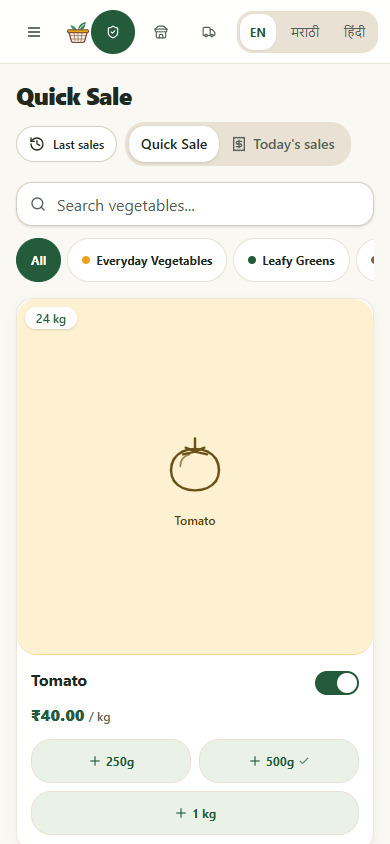 EN मराठी हिंदी
Quick Sale
Last sales Quick Sale Today's sales
Search vegetables...
All Everyday Vegetables Leafy Greens
24 kg
Tomato
Tomato
₹40.00 / kg
+ 250g + 500g ✓
+ 1 kg